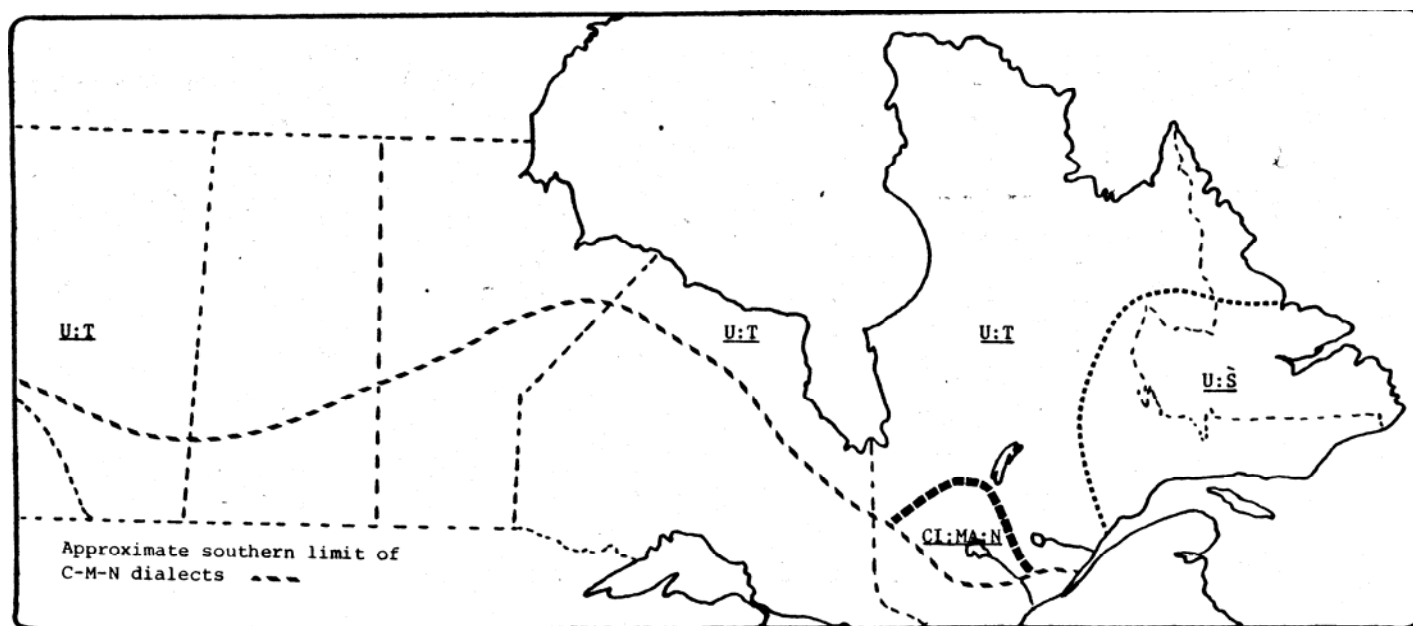 U:T
U:T
U:T
U:Š
CI:MA:N
Approximate southern limit of
C-M-N dialects